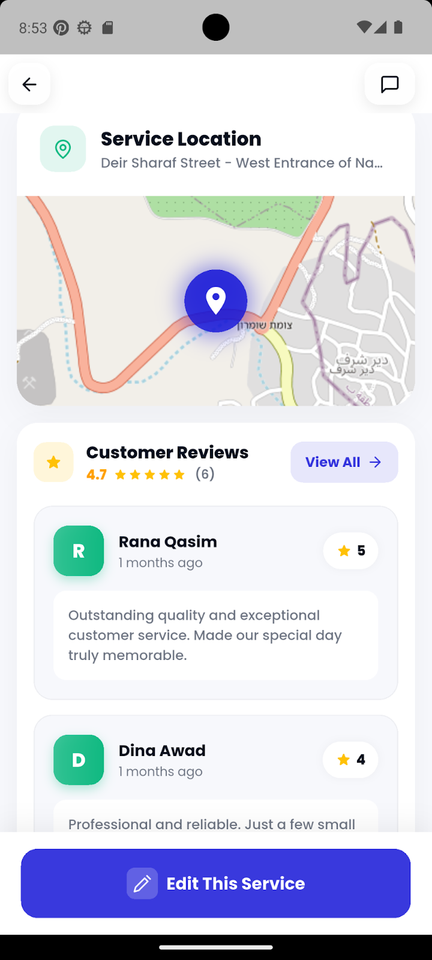 8:53
Service Location
Deir Sharaf Street - West Entrance of Na...
צומת שומרון
دير شرف
دير شرف
Customer Reviews
4.7 (6)
View All
R
Rana Qasim
1 months ago
5
Outstanding quality and exceptional
customer service. Made our special day
truly memorable.
D
Dina Awad
1 months ago
4
Professional and reliable. Just a few small
Edit This Service